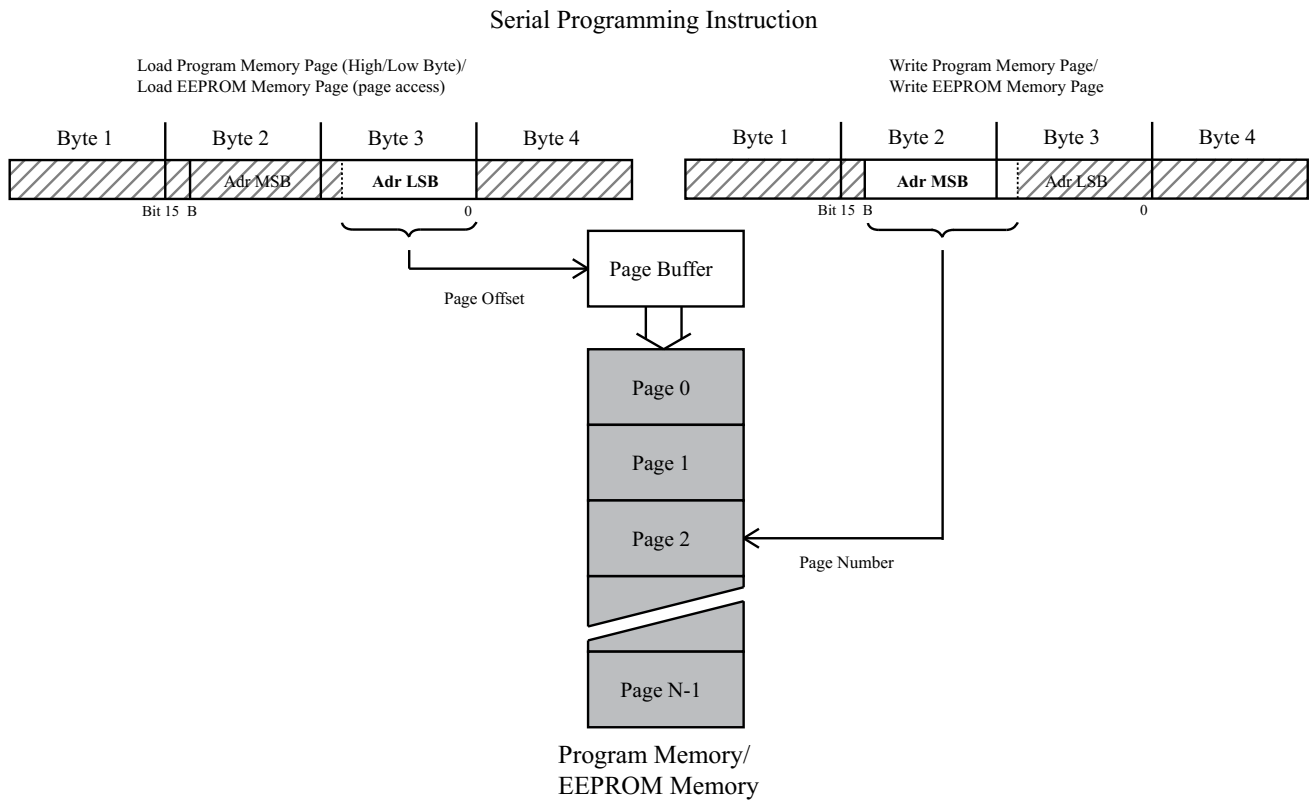 Serial Programming Instruction
Load Program Memory Page (High/Low Byte)/
Load EEPROM Memory Page (page access)
Write Program Memory Page/
Write EEPROM Memory Page
Byte 1
Byte 2
Byte 3
Byte 4
Byte 1
Byte 2
Byte 3
Byte 4
Adr MSB
Adr LSB
Adr MSB
Adr LSB
Bit 15 B
0
Bit 15 B
0
Page Buffer
Page Offset
Page 0
Page 1
Page 2
Page Number
Page N-1
Program Memory/
EEPROM Memory